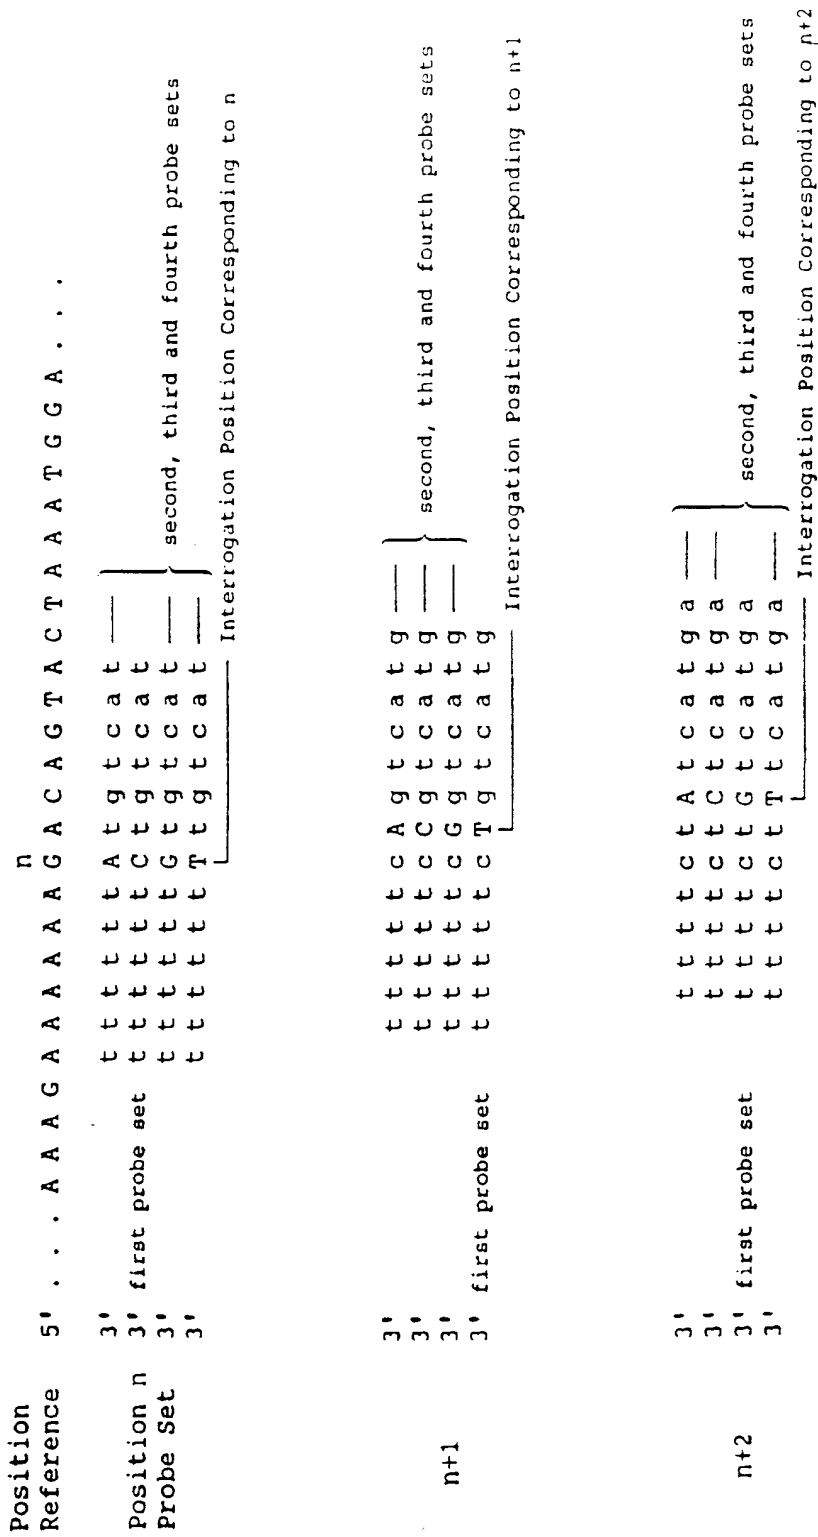 Position n
Reference 5' . . . A A A G A A A A A A G A C A G T A C T A A A T G G A . . .
3' t t t t t t A t g t c a t ——
Position n 3' first probe set t t t t t t C t g t c a t
Probe Set 3' t t t t t t G t g t c a t —— second, third and fourth probe sets
3' t t t t t t T t g t c a t ——
Interrogation Position Corresponding to n
3' t t t t t c A g t c a t g ——
3' t t t t t c C g t c a t g —— second, third and fourth probe sets
n+1 3' t t t t t c G g t c a t g ——
3' first probe set t t t t t c T g t c a t g
Interrogation Position Corresponding to n+1
3' t t t t c t A t c a t g a ——
3' t t t t c t C t c a t g a ——
n+2 3' first probe set t t t t c t G t c a t g a second, third and fourth probe sets
3' t t t t c t T t c a t g a ——
Interrogation Position Corresponding to n+2